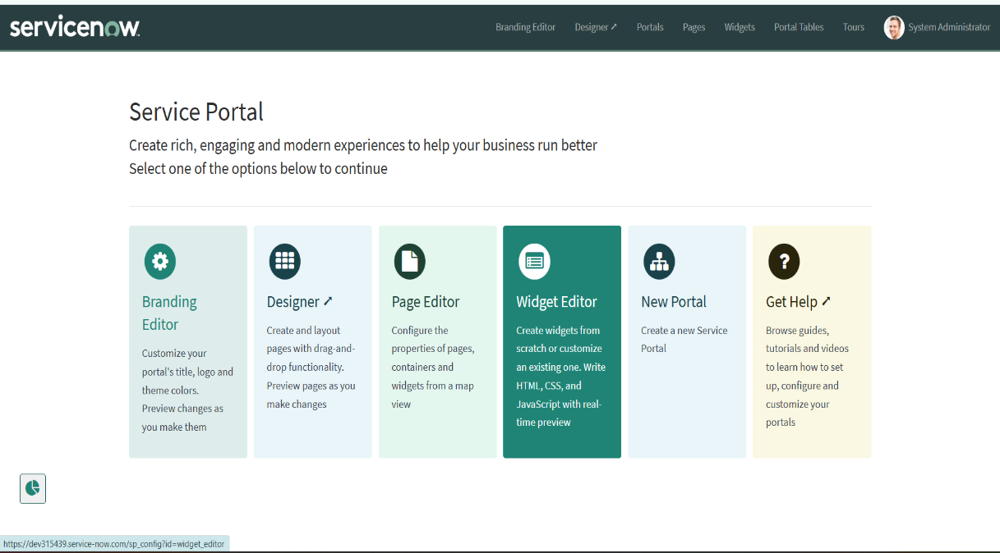 servicenow
Branding Editor Designer ⤢ Portals Pages Widgets Portal Tables Tours System Administrator
Service Portal
Create rich, engaging and modern experiences to help your business run better
Select one of the options below to continue
Branding
Editor
Customize your
portal's title, logo and
theme colors.
Preview changes as
you make them
Designer ⤢
Create and layout
pages with drag-and-
drop functionality.
Preview pages as you
make changes
Page Editor
Configure the
properties of pages,
containers and
widgets from a map
view
Widget Editor
Create widgets from
scratch or customize
an existing one. Write
HTML, CSS, and
JavaScript with real-
time preview
New Portal
Create a new Service
Portal
?
Get Help ⤢
Browse guides,
tutorials and videos
to learn how to set
up, configure and
customize your
portals
https://dev315439.service-now.com/sp_config?id=widget_editor